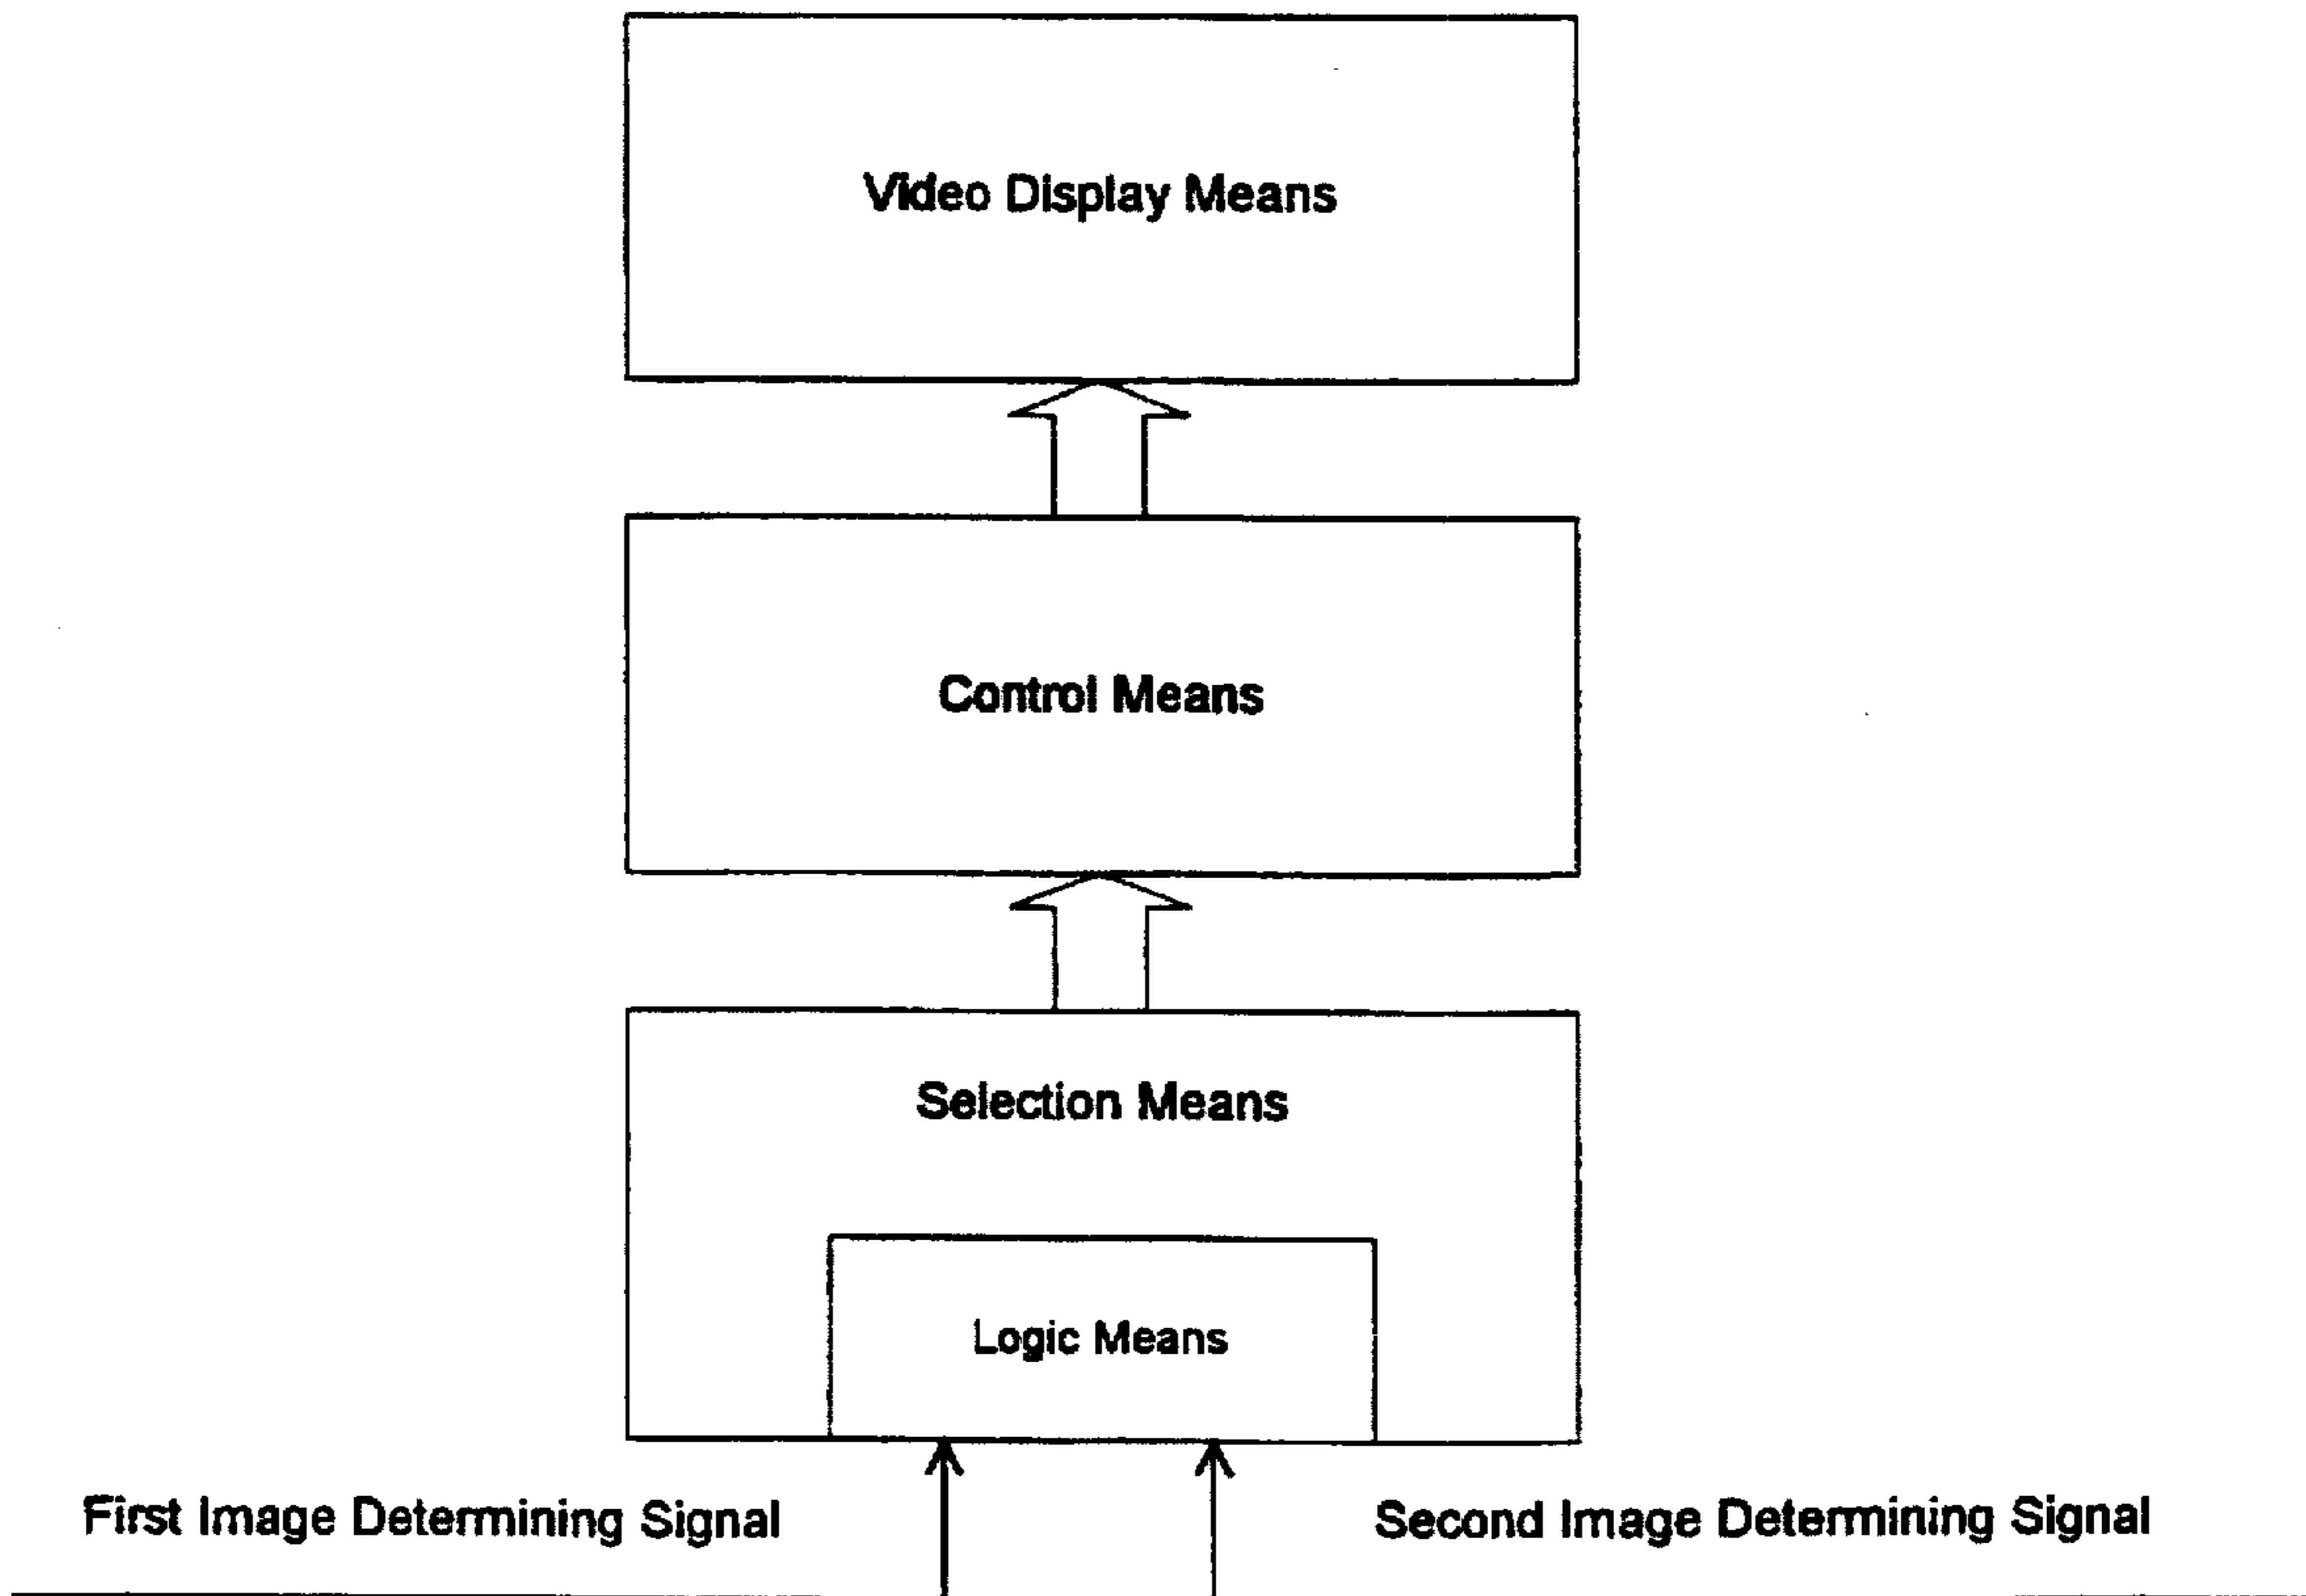 Video Display Means
Control Means
Selection Means
Logic Means
First Image Determining Signal
Second Image Determining Signal